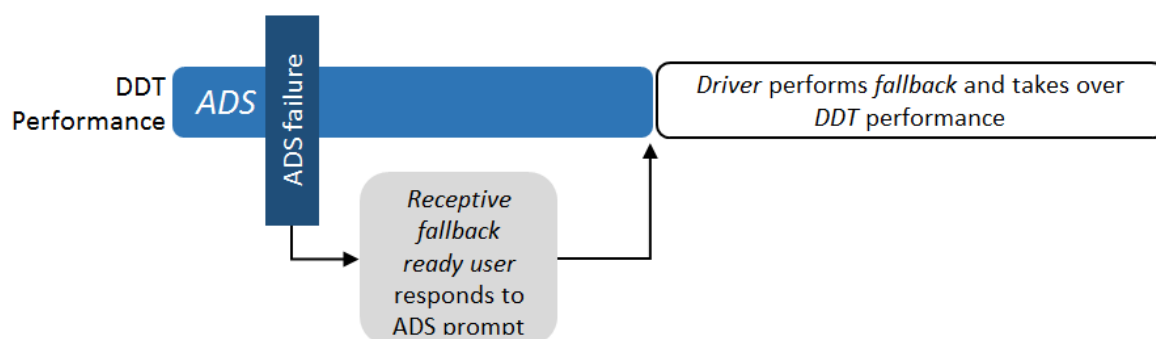 DDT
Performance
ADS
ADS failure
Driver performs fallback and takes over
DDT performance
Receptive
fallback
ready user
responds to
ADS prompt